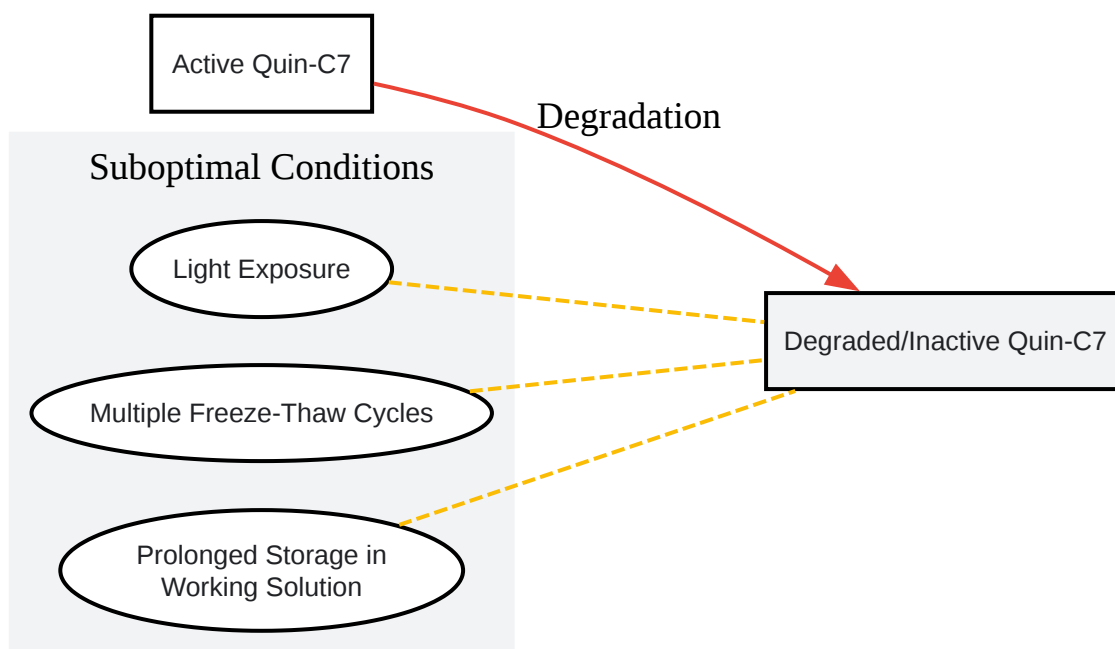 Active Quin-C7
Degradation
Suboptimal Conditions
Light Exposure
Degraded/Inactive Quin-C7
Multiple Freeze-Thaw Cycles
Prolonged Storage in
Working Solution